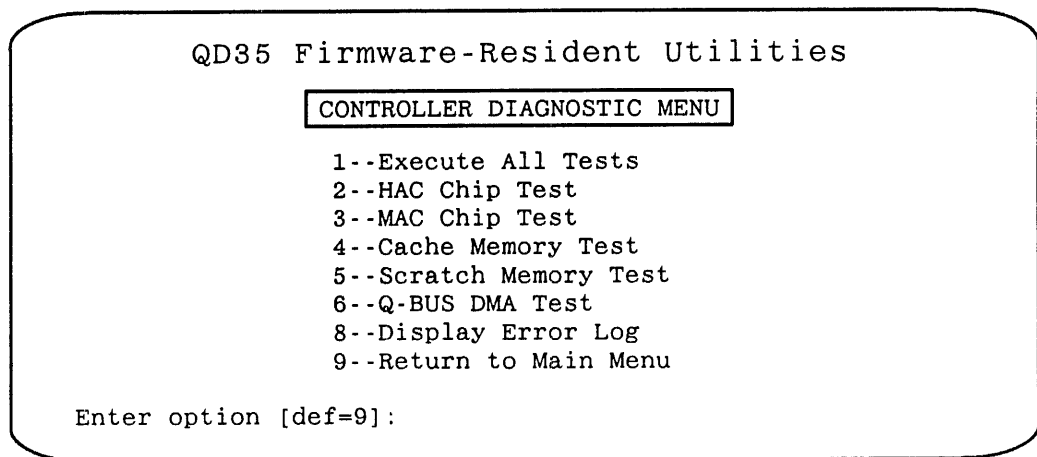 QD35 Firmware-Resident Utilities
CONTROLLER DIAGNOSTIC MENU
1--Execute All Tests
2--HAC Chip Test
3--MAC Chip Test
4--Cache Memory Test
5--Scratch Memory Test
6--Q-BUS DMA Test
8--Display Error Log
9--Return to Main Menu
Enter option [def=9]: